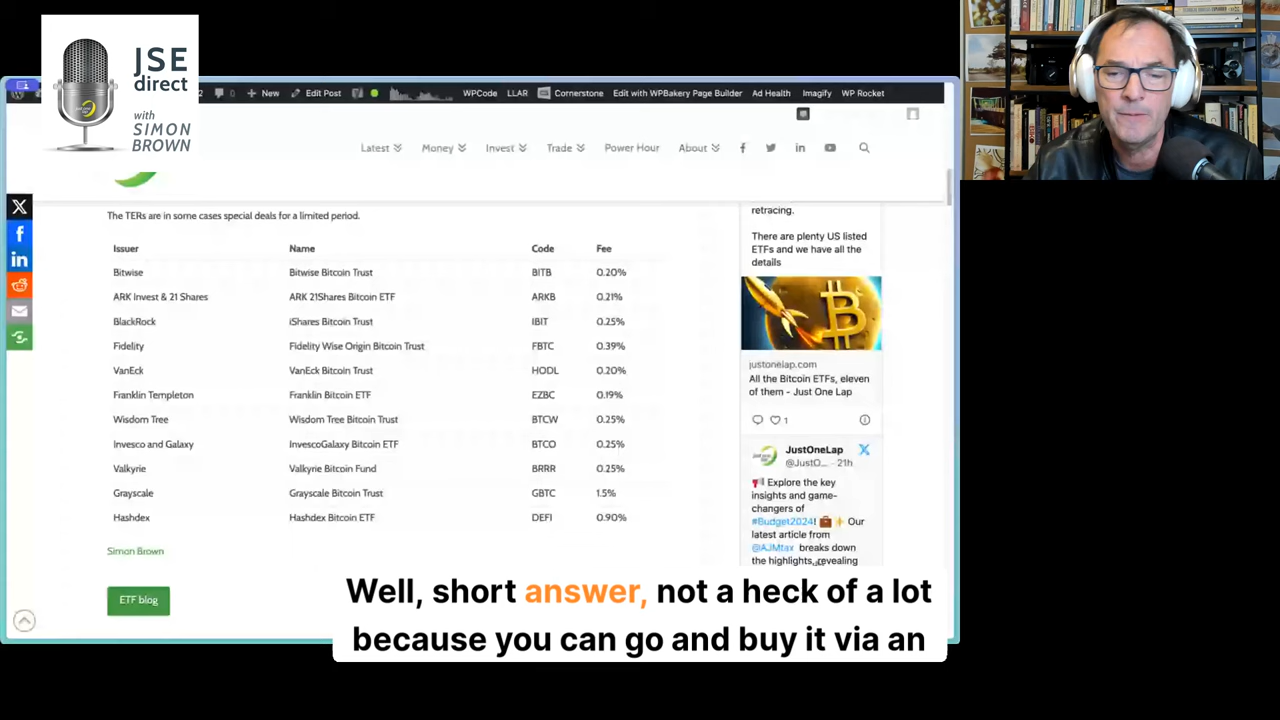 JSE
direct
with
SIMON
BROWN
0
New
Edit Post
WPCode
LLAR
Cornerstone
Edit with WPBakery Page Builder
Ad Health
Imagify
WP Rocket
Latest
Money
Invest
Trade
Power Hour
About
The TERs are in some cases special deals for a limited period.
Issuer Name Code Fee
Bitwise Bitwise Bitcoin Trust BITB 0.20%
ARK Invest & 21 Shares ARK 21Shares Bitcoin ETF ARKB 0.21%
BlackRock iShares Bitcoin Trust IBIT 0.25%
Fidelity Fidelity Wise Origin Bitcoin Trust FBTC 0.39%
VanEck VanEck Bitcoin Trust HODL 0.20%
Franklin Templeton Franklin Bitcoin ETF EZBC 0.19%
Wisdom Tree Wisdom Tree Bitcoin Trust BTCW 0.25%
Invesco and Galaxy InvescoGalaxy Bitcoin ETF BTCO 0.25%
Valkyrie Valkyrie Bitcoin Fund BRRR 0.25%
Grayscale Grayscale Bitcoin Trust GBTC 1.5%
Hashdex Hashdex Bitcoin ETF DEFI 0.90%
Simon Brown
ETF blog
retracing.
There are plenty US listed
ETFs and we have all the
details
justonelap.com
All the Bitcoin ETFs, eleven
of them - Just One Lap
1
JustOneLap
@JustO... · 21h
Explore the key
insights and game-
changers of
#Budget2024! Our
latest article from
@AJMtax breaks down
the highlights, revealing
Well, short answer, not a heck of a lot
because you can go and buy it via an